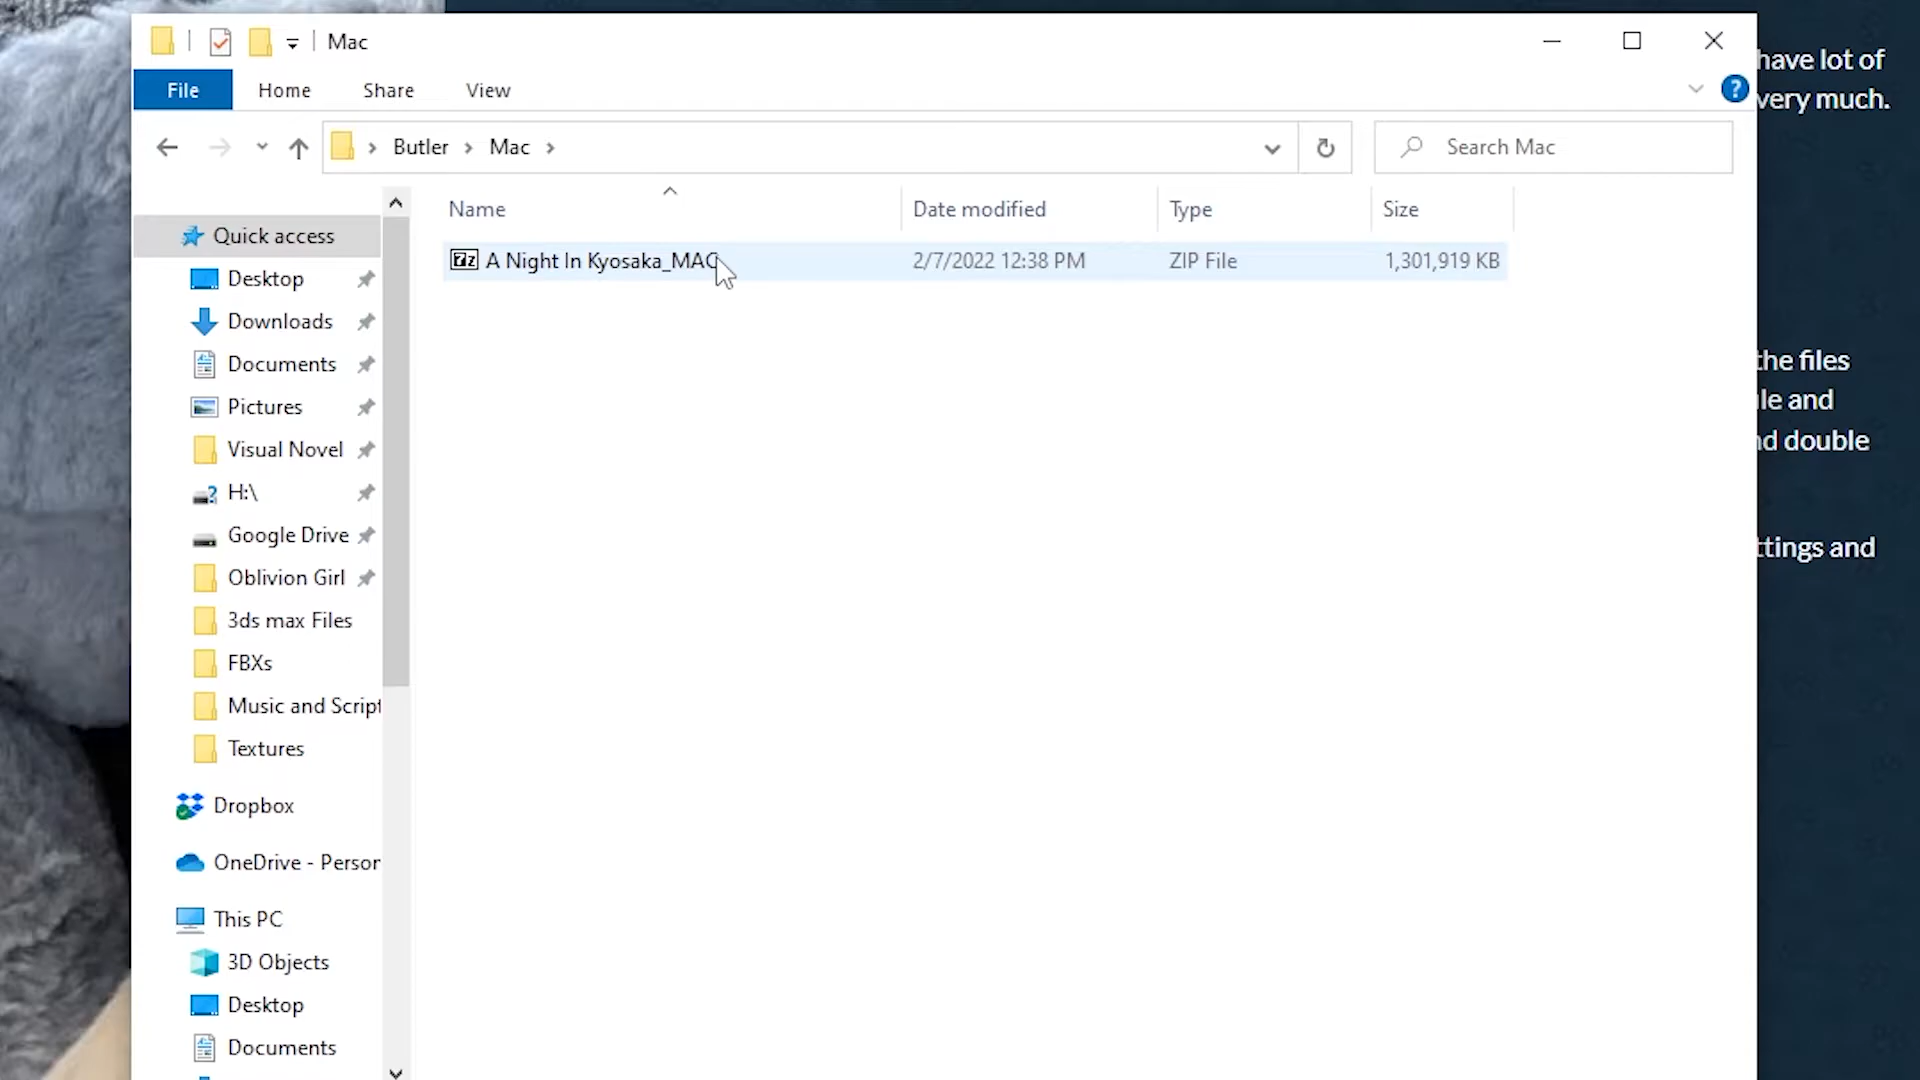 Mac
File Home Share View
Butler Mac
Search Mac
Name Date modified Type Size
A Night In Kyosaka_MAC 2/7/2022 12:38 PM ZIP File 1,301,919 KB
Quick access
Desktop
Downloads
Documents
Pictures
Visual Novel
H:\
Google Drive
Oblivion Girl
3ds max Files
FBXs
Music and Script
Textures
Dropbox
OneDrive - Person
This PC
3D Objects
Desktop
Documents
have lot of
very much.
the files
and
double
and